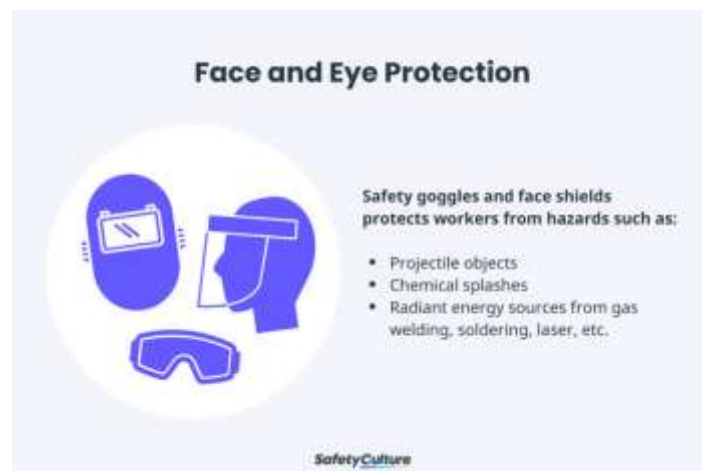 Face and Eye Protection
Safety goggles and face shields
protects workers from hazards such as:
• Projectile objects
• Chemical splashes
• Radiant energy sources from gas
welding, soldering, laser, etc.
SafetyCulture